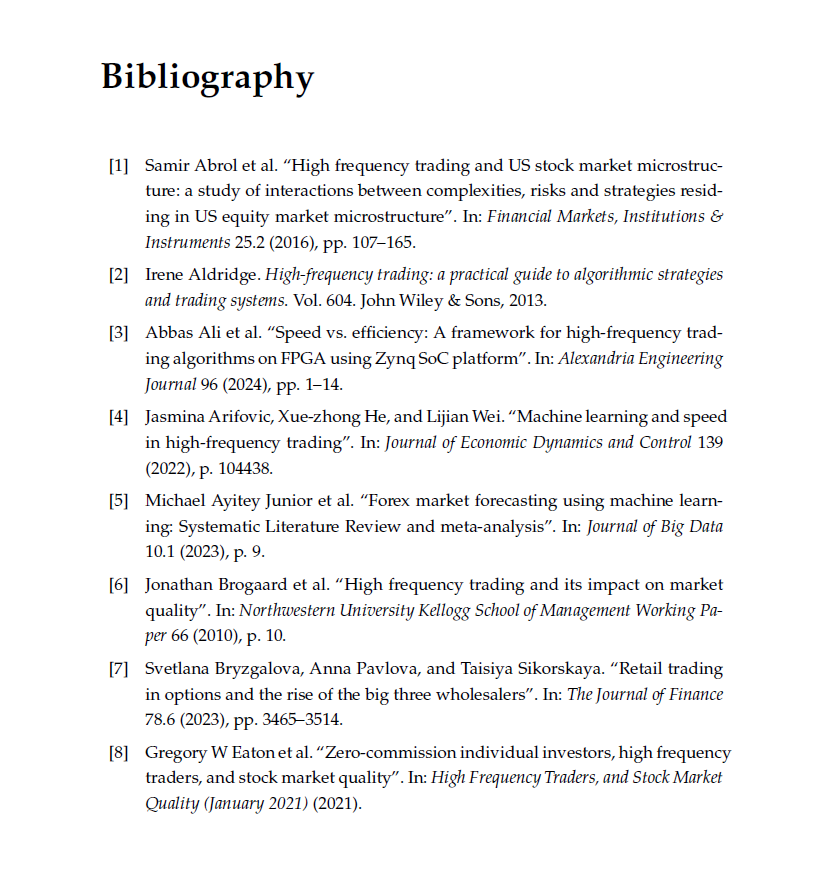 Bibliography
[1] Samir Abrol et al. “High frequency trading and US stock market microstruc-
ture: a study of interactions between complexities, risks and strategies resid-
ing in US equity market microstructure”. In: Financial Markets, Institutions &
Instruments 25.2 (2016), pp. 107–165.
[2] Irene Aldridge. High-frequency trading: a practical guide to algorithmic strategies
and trading systems. Vol. 604. John Wiley & Sons, 2013.
[3] Abbas Ali et al. “Speed vs. efficiency: A framework for high-frequency trad-
ing algorithms on FPGA using Zynq SoC platform”. In: Alexandria Engineering
Journal 96 (2024), pp. 1–14.
[4] Jasmina Arifovic, Xue-zhong He, and Lijian Wei. “Machine learning and speed
in high-frequency trading”. In: Journal of Economic Dynamics and Control 139
(2022), p. 104438.
[5] Michael Ayitey Junior et al. “Forex market forecasting using machine learn-
ing: Systematic Literature Review and meta-analysis”. In: Journal of Big Data
10.1 (2023), p. 9.
[6] Jonathan Brogaard et al. “High frequency trading and its impact on market
quality”. In: Northwestern University Kellogg School of Management Working Pa-
per 66 (2010), p. 10.
[7] Svetlana Bryzgalova, Anna Pavlova, and Taisiya Sikorskaya. “Retail trading
in options and the rise of the big three wholesalers”. In: The Journal of Finance
78.6 (2023), pp. 3465–3514.
[8] Gregory W Eaton et al. “Zero-commission individual investors, high frequency
traders, and stock market quality”. In: High Frequency Traders, and Stock Market
Quality (January 2021) (2021).